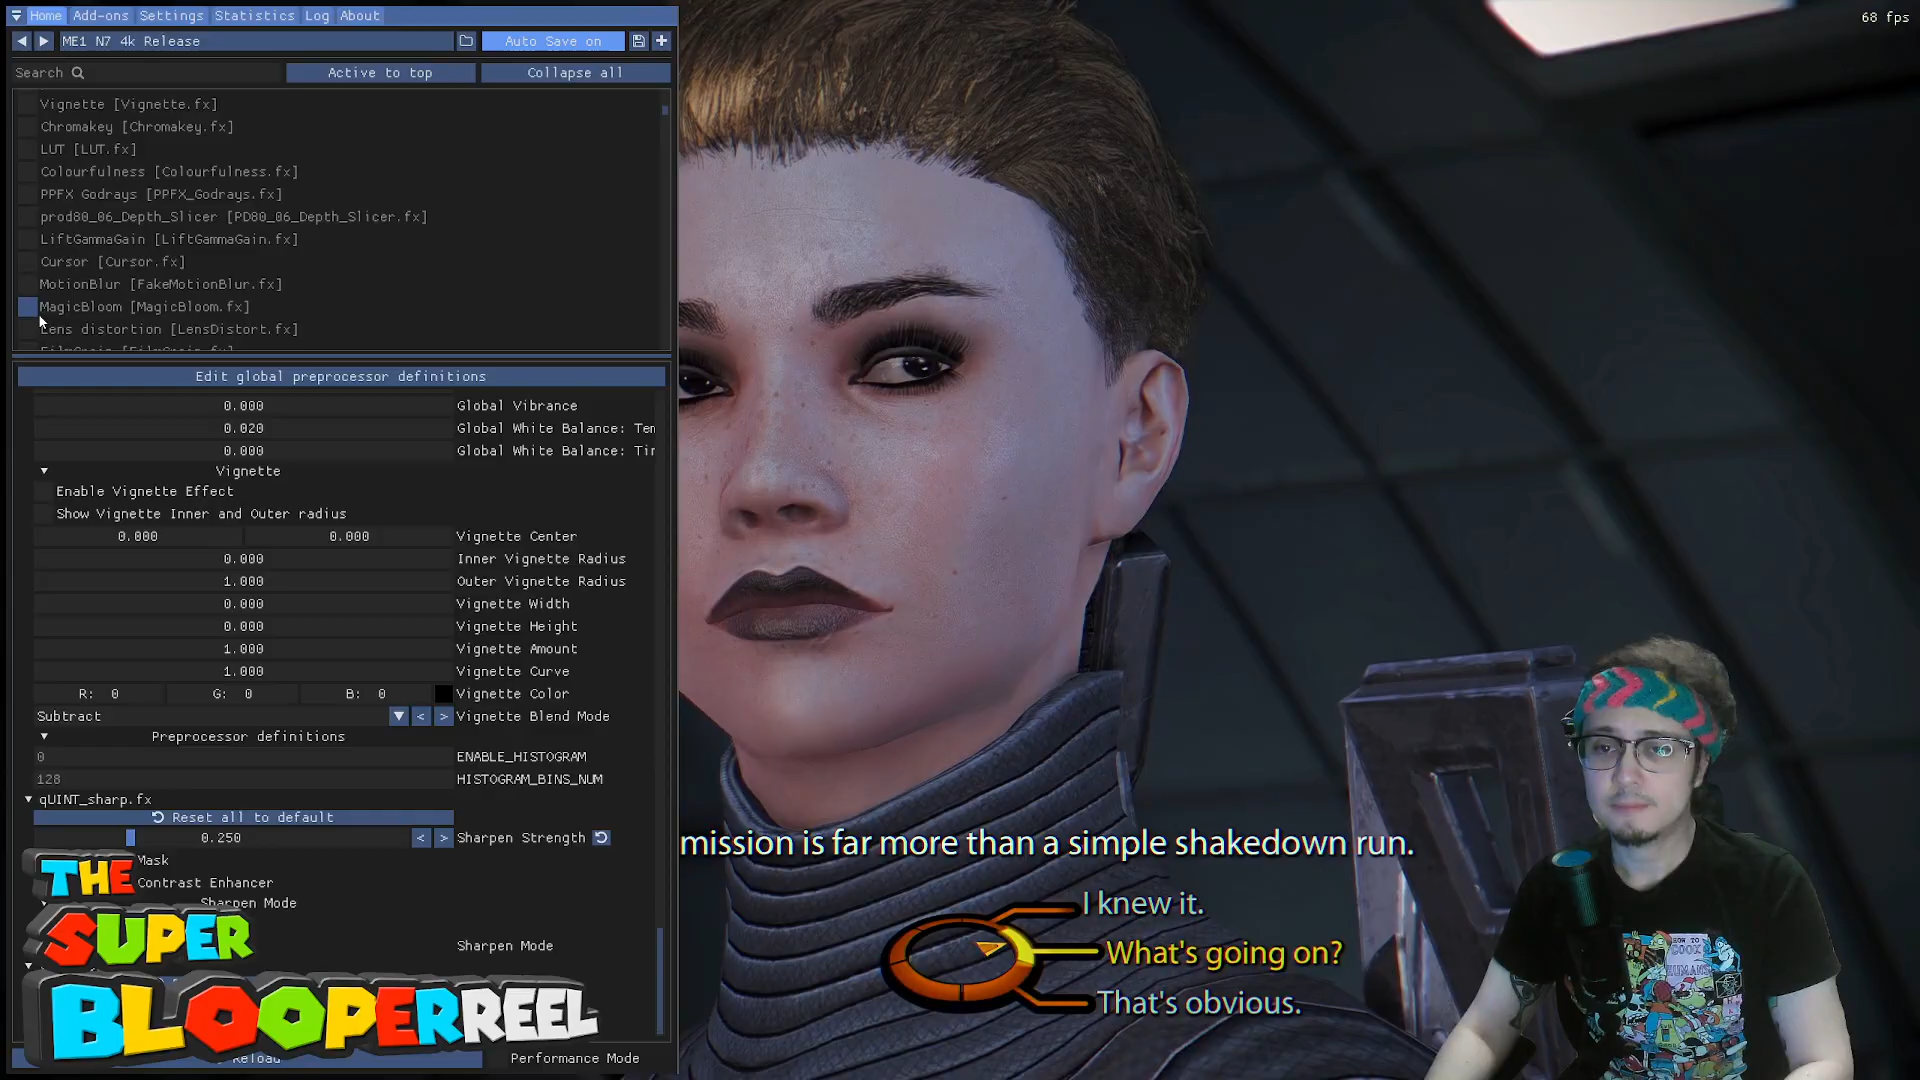 Home Add-ons Settings Statistics Log About
68 fps
ME1 N7 4k Release
Auto Save on
Search
Active to top
Collapse all
Vignette [Vignette.fx]
Chromakey [Chromakey.fx]
LUT [LUT.fx]
Colourfulness [Colourfulness.fx]
PPFX Godrays [PPFX_Godrays.fx]
prod80_06_Depth_Slicer [PD80_06_Depth_Slicer.fx]
LiftGammaGain [LiftGammaGain.fx]
Cursor [Cursor.fx]
MotionBlur [FakeMotionBlur.fx]
MagicBloom [MagicBloom.fx]
Lens distortion [LensDistort.fx]
FilmGrain [FilmGrain.fx]
Edit global preprocessor definitions
0.000 Global Vibrance
0.020 Global White Balance: Tem
0.000 Global White Balance: Tin
Vignette
Enable Vignette Effect
Show Vignette Inner and Outer radius
0.000 0.000 Vignette Center
0.000 Inner Vignette Radius
1.000 Outer Vignette Radius
0.000 Vignette Width
0.000 Vignette Height
1.000 Vignette Amount
1.000 Vignette Curve
R: 0 G: 0 B: 0 Vignette Color
Subtract < > Vignette Blend Mode
Preprocessor definitions
0 ENABLE_HISTOGRAM
128 HISTOGRAM_BINS_NUM
qUINT_sharp.fx
Reset all to default
0.250 < > Sharpen Strength
Mask
Contrast Enhancer
Sharpen Mode
Sharpen Mode
Reload
Performance Mode
THE
SUPER
BLOOPERREEL
mission is far more than a simple shakedown run.
I knew it.
What's going on?
That's obvious.
HOW TO
COOK
HUMANS